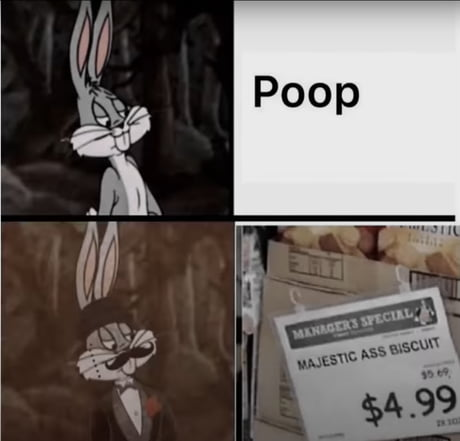 Poop
MANAGER'S SPECIAL
MAJESTIC ASS BISCUIT
$5.69
$4.99